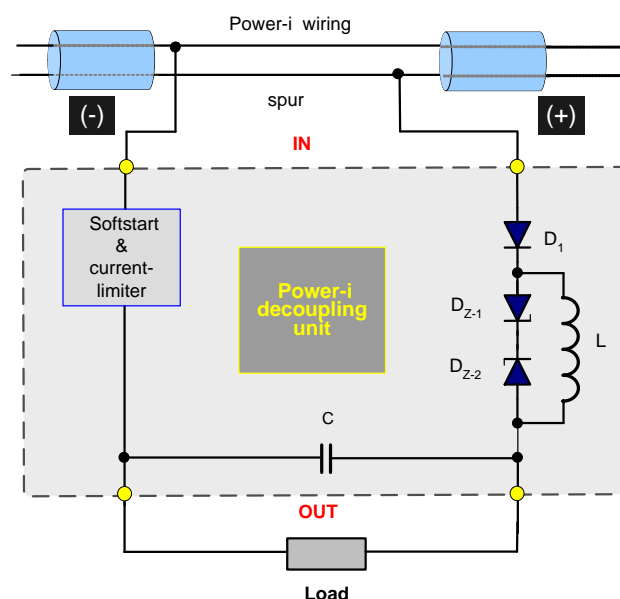 Power-i wiring
(-)
spur
(+)
IN
Softstart
&
current-
limiter
Power-i
decoupling
unit
D1
DZ-1
L
DZ-2
C
OUT
Load